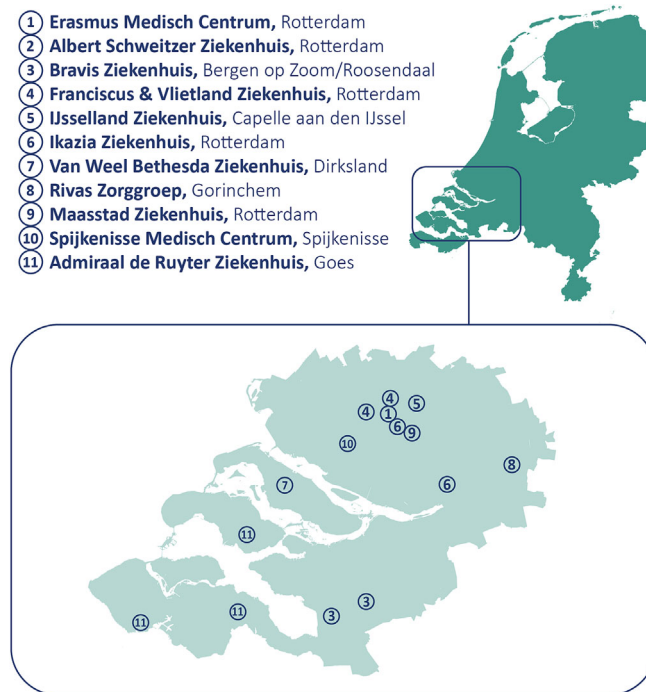 1 Erasmus Medisch Centrum, Rotterdam
2 Albert Schweitzer Ziekenhuis, Rotterdam
3 Bravis Ziekenhuis, Bergen op Zoom/Roosendaal
4 Franciscus & Vlietland Ziekenhuis, Rotterdam
5 IJsselland Ziekenhuis, Capelle aan den IJssel
6 Ikazia Ziekenhuis, Rotterdam
7 Van Weel Bethesda Ziekenhuis, Dirksland
8 Rivas Zorggroep, Gorinchem
9 Maasstad Ziekenhuis, Rotterdam
10 Spijkenisse Medisch Centrum, Spijkenisse
11 Admiraal de Ruyter Ziekenhuis, Goes
4
5
4
1
6
9
10
8
7
6
11
3
11
3
11